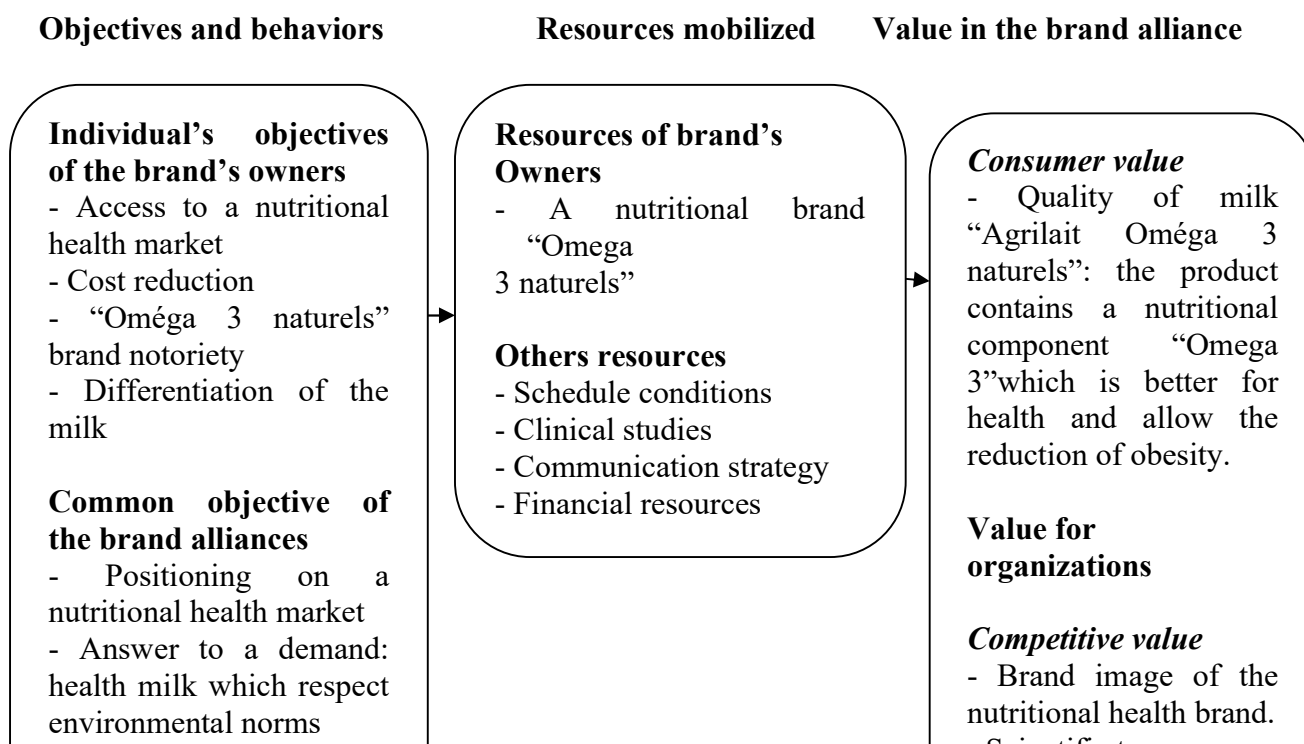 Objectives and behaviors
Resources mobilized
Value in the brand alliance
Individual's objectives
of the brand's owners
- Access to a nutritional
health market
- Cost reduction
- “Oméga 3 naturels”
brand notoriety
- Differentiation of the
milk
Common objective of
the brand alliances
- Positioning on a
nutritional health market
- Answer to a demand:
health milk which respect
environmental norms
Resources of brand's
Owners
- A nutritional brand
“Omega
3 naturels”
Others resources
- Schedule conditions
- Clinical studies
- Communication strategy
- Financial resources
Consumer value
- Quality of milk
“Agrilait Oméga 3
naturels”: the product
contains a nutritional
component “Omega
3”which is better for
health and allow the
reduction of obesity.
Value for
organizations
Competitive value
- Brand image of the
nutritional health brand.